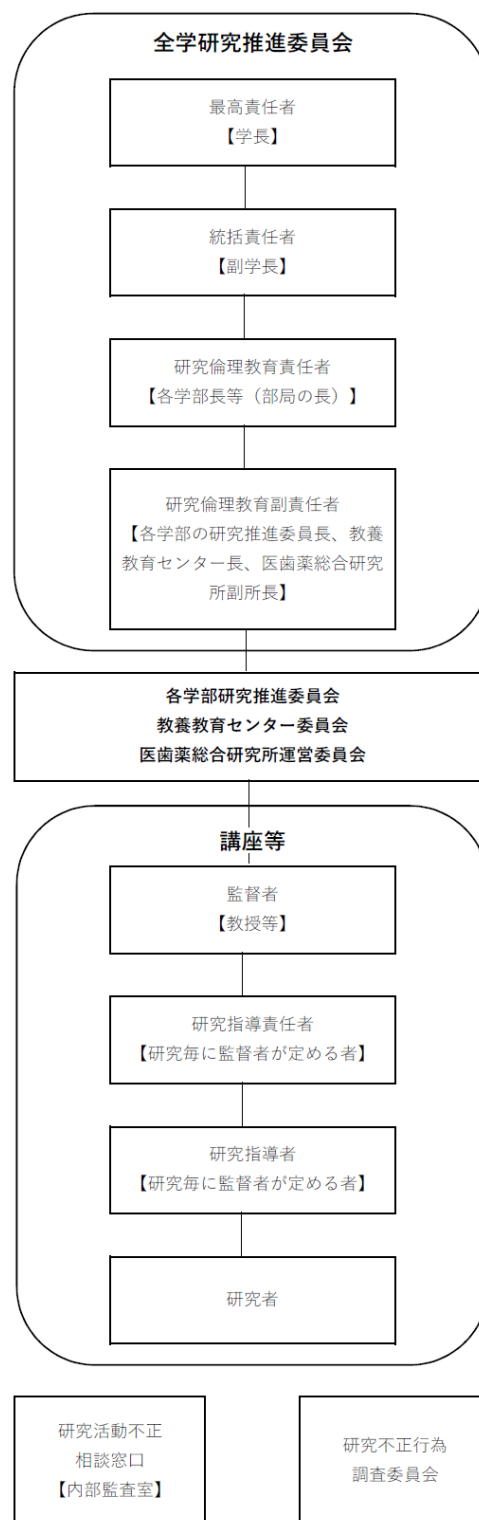 全学研究推進委員会
最高責任者
【学長】
統括責任者
【副学長】
研究倫理教育責任者
【各学部長等（部局の長）】
研究倫理教育副責任者
【各学部の研究推進委員長、教養
教育センター長、医歯薬総合研究
所副所長】
各学部研究推進委員会
教養教育センター委員会
医歯薬総合研究所運営委員会
講座等
監督者
【教授等】
研究指導責任者
【研究毎に監督者が定める者】
研究指導者
【研究毎に監督者が定める者】
研究者
研究活動不正
相談窓口
【内部監査室】
研究不正行為
調査委員会